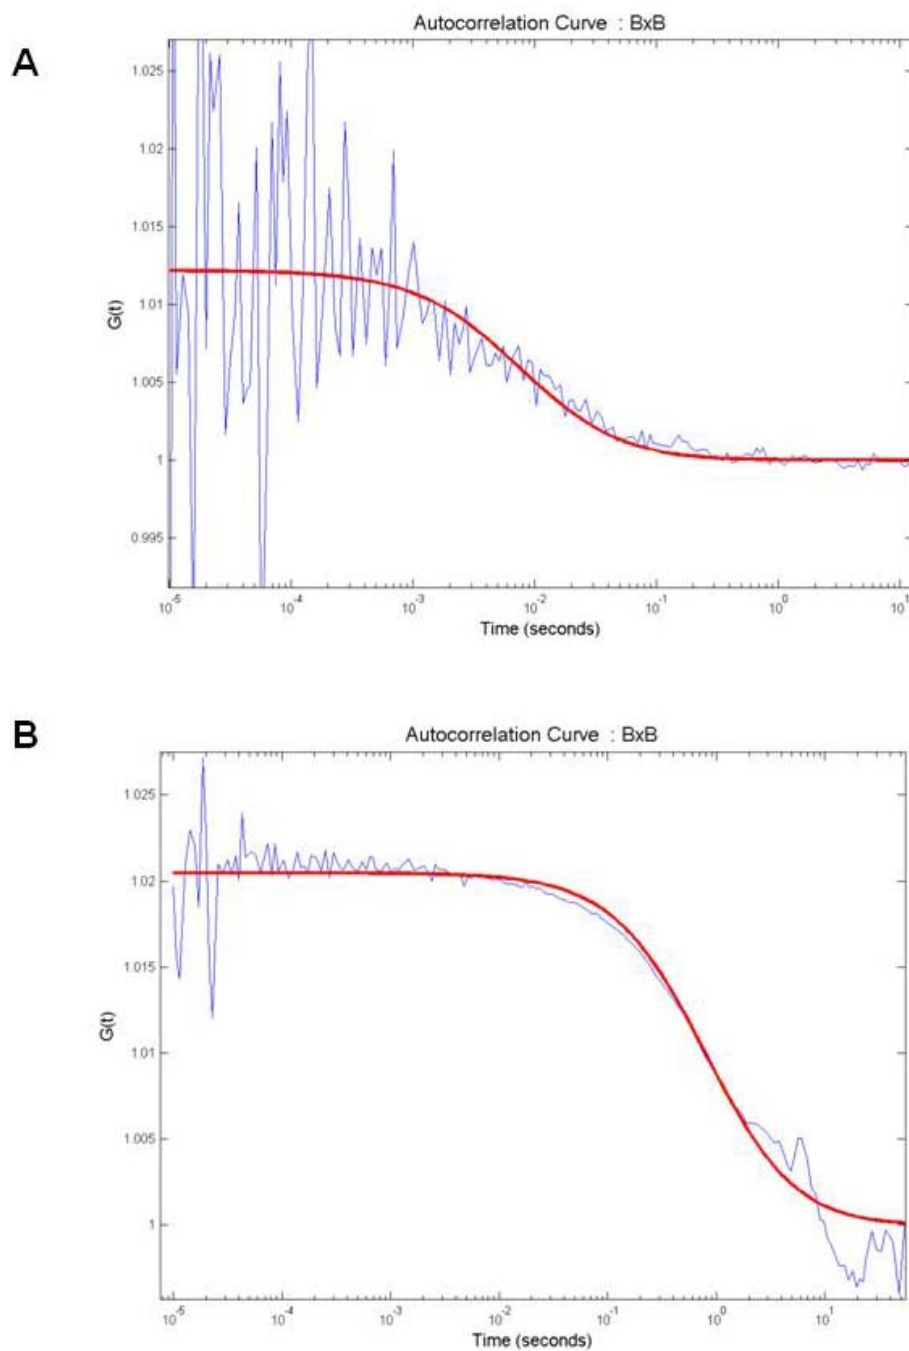 A
Autocorrelation Curve : BxB
1.025
1.02
1.015
1.01
1.005
1
0.995
G(t)
10^-5 10^-4 10^-3 10^-2 10^-1 10^0 10^1
Time (seconds)
B
Autocorrelation Curve : BxB
1.025
1.02
1.015
1.01
1.005
1
G(t)
10^-5 10^-4 10^-3 10^-2 10^-1 10^0 10^1
Time (seconds)